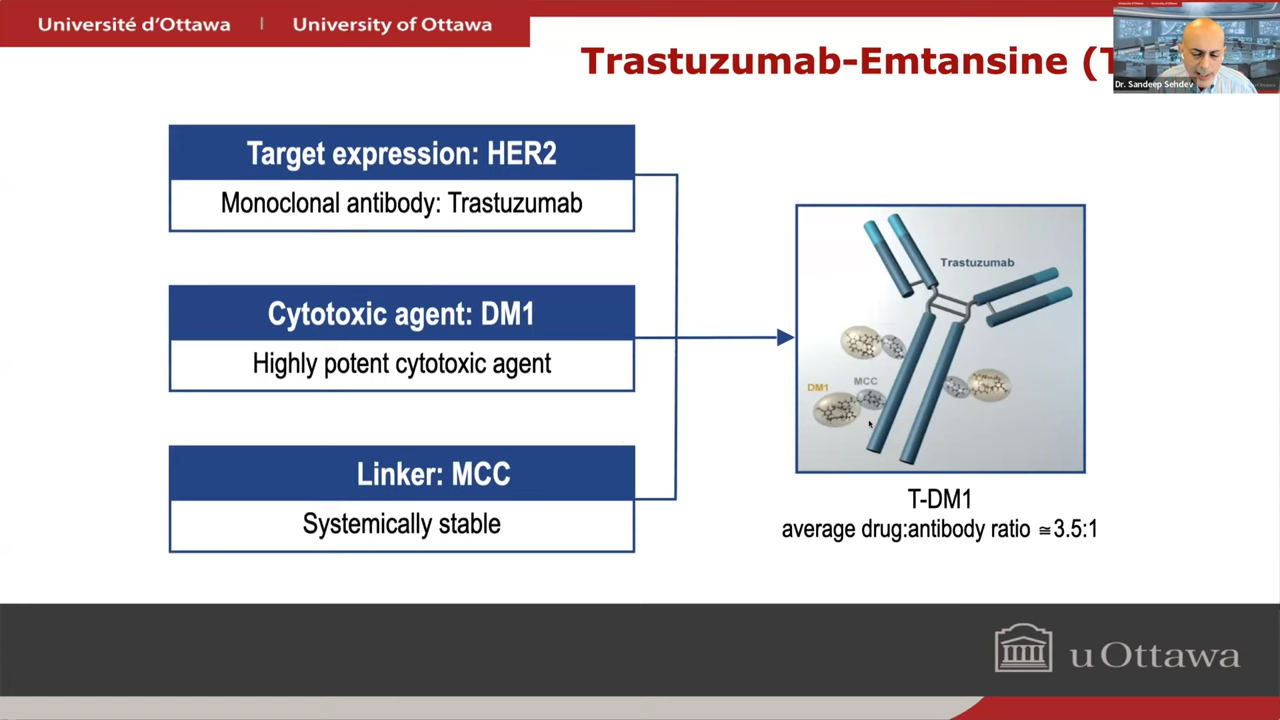 Université d'Ottawa | University of Ottawa
Trastuzumab-Emtansine (T
Dr. Sandeep Sehdev
Target expression: HER2
Monoclonal antibody: Trastuzumab
Cytotoxic agent: DM1
Highly potent cytotoxic agent
Linker: MCC
Systemically stable
Trastuzumab
MCC
DM1
T-DM1
average drug:antibody ratio ≅3.5:1
uOttawa